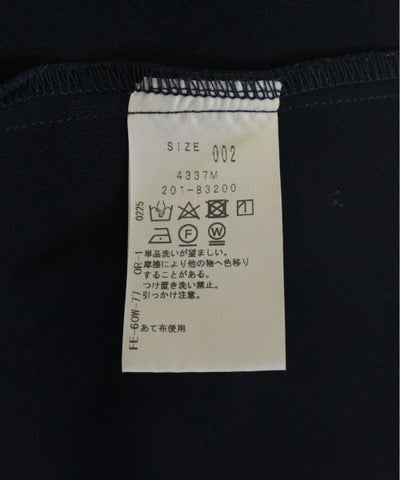 SIZE 002
4337M
201-83200
F W
単品洗いが望ましい。
摩擦により他の物へ色移り
することがある。
つけ置き洗い禁止。
引っかけ注意。
あて布使用
FE-60W-77 OR-1 0225